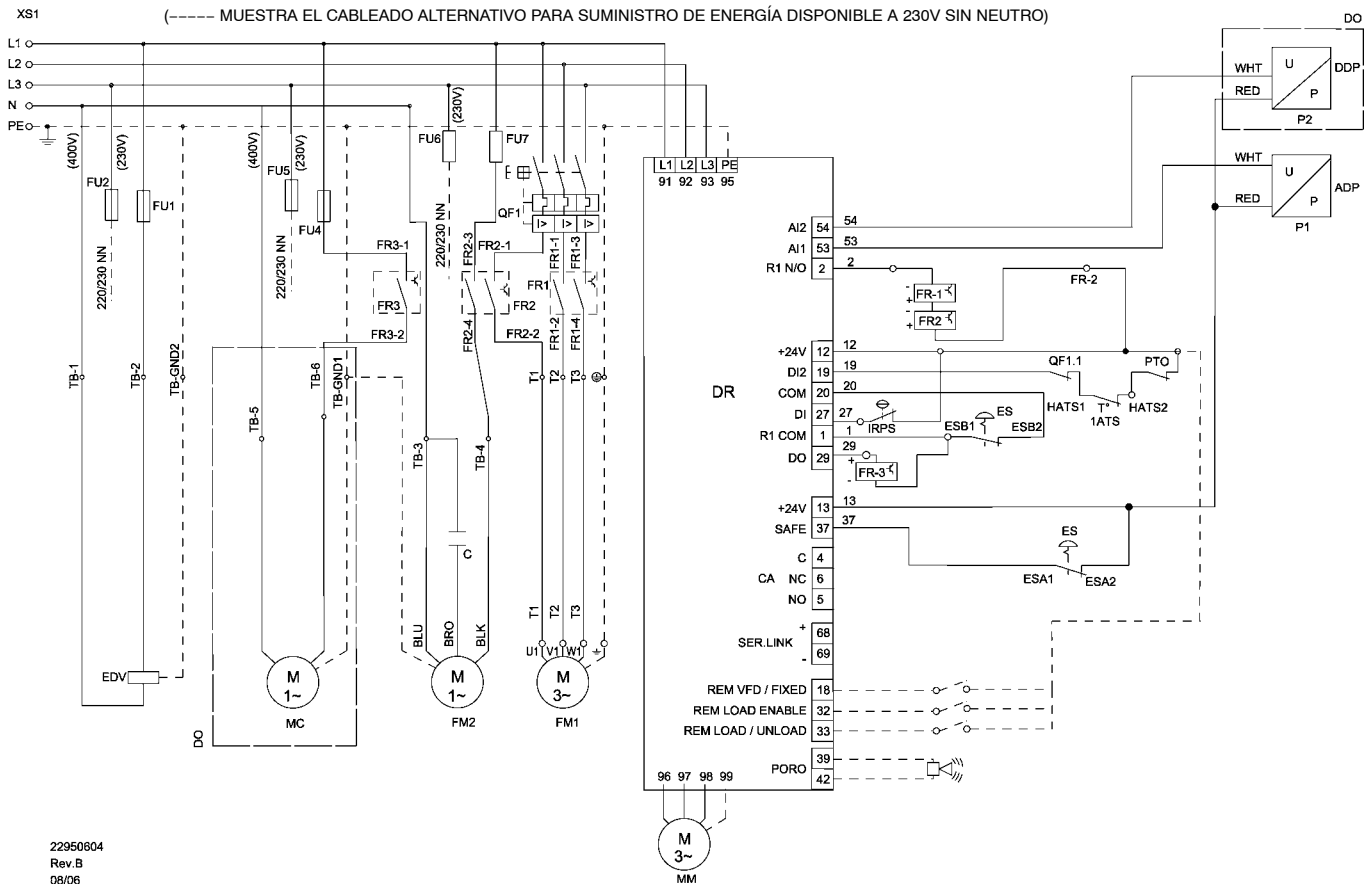 XS1
(----- MUESTRA EL CABLEADO ALTERNATIVO PARA SUMINISTRO DE ENERGÍA DISPONIBLE A 230V SIN NEUTRO)
DO
L1
L2
L3
N
PE
(400V)
(230V)
(400V)
(230V)
(230V)
FU2
FU1
FU5
FU4
FU6
FU7
QF1
I>
I>
I>
220/230 NN
220/230 NN
220/230 NN
FR3-1
FR2-3
FR2-1
FR1-1
FR1-3
FR3
FR2
FR1
FR3-2
FR2-4
FR2-2
FR1-2
FR1-4
TB-1
TB-2
TB-GND2
TB-5
TB-6
TB-GND1
TB-3
TB-4
T1
T2
T3
C
T1
T2
T3
BLU
BRO
BLK
U1
V1
W1
EDV
DO
M
1~
MC
M
1~
FM2
M
3~
FM1
L1
L2
L3
PE
91
92
93
95
DR
AI2 54 54
AI1 53 53
R1 N/O 2 2
+24V 12 12
DI2 19 19
COM 20 20
DI 27 27
R1 COM 1 1
DO 29 29
+24V 13 13
SAFE 37 37
C 4
CA NC 6
NO 5
+ 68
SER.LINK
- 69
REM VFD / FIXED 18
REM LOAD ENABLE 32
REM LOAD / UNLOAD 33
39
PORO
42
96 97 98 99
M
3~
MM
WHT
RED
U
P
DDP
P2
WHT
RED
U
P
ADP
P1
-
+
FR-1
-
+
FR2
FR-2
QF1.1
PTO
HATS1
T°
1ATS
HATS2
IRPS
ES
ESB1
ESB2
+
-
FR-3
ES
ESA1
ESA2
22950604
Rev.B
08/06